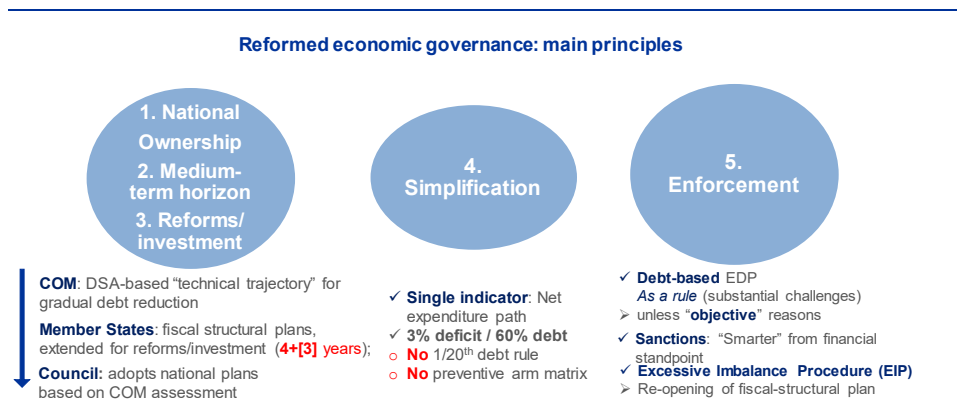 Reformed economic governance: main principles
1. National
Ownership
2. Medium-
term horizon
3. Reforms/
investment
COM: DSA-based “technical trajectory” for
gradual debt reduction
Member States: fiscal structural plans,
extended for reforms/investment (4+[3] years);
Council: adopts national plans
based on COM assessment
4.
Simplification
✓ Single indicator: Net
expenditure path
✓ 3% deficit / 60% debt
o No 1/20th debt rule
o No preventive arm matrix
5.
Enforcement
✓ Debt-based EDP
As a rule (substantial challenges)
➢ unless “objective” reasons
✓ Sanctions: “Smarter” from financial
standpoint
✓ Excessive Imbalance Procedure (EIP)
➢ Re-opening of fiscal-structural plan